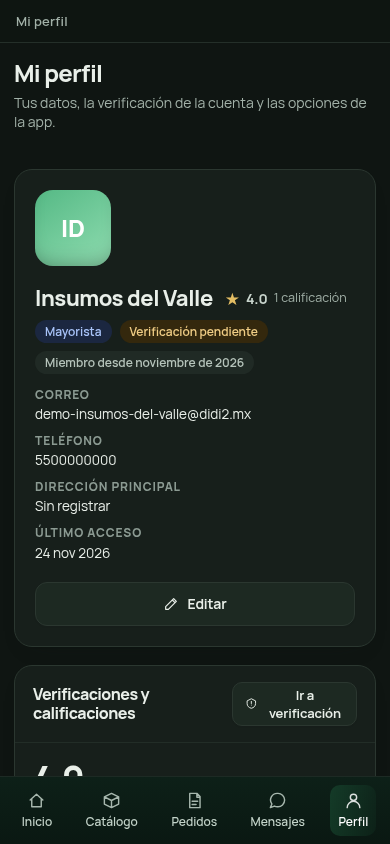 Mi perfil
Mi perfil
Tus datos, la verificación de la cuenta y las opciones de
la app.
ID
Insumos del Valle ★ 4.0 1 calificación
Mayorista Verificación pendiente
Miembro desde noviembre de 2026
CORREO
demo-insumos-del-valle@didi2.mx
TELÉFONO
5500000000
DIRECCIÓN PRINCIPAL
Sin registrar
ÚLTIMO ACCESO
24 nov 2026
Editar
Verificaciones y
calificaciones
Ir a
verificación
Inicio Catálogo Pedidos Mensajes Perfil